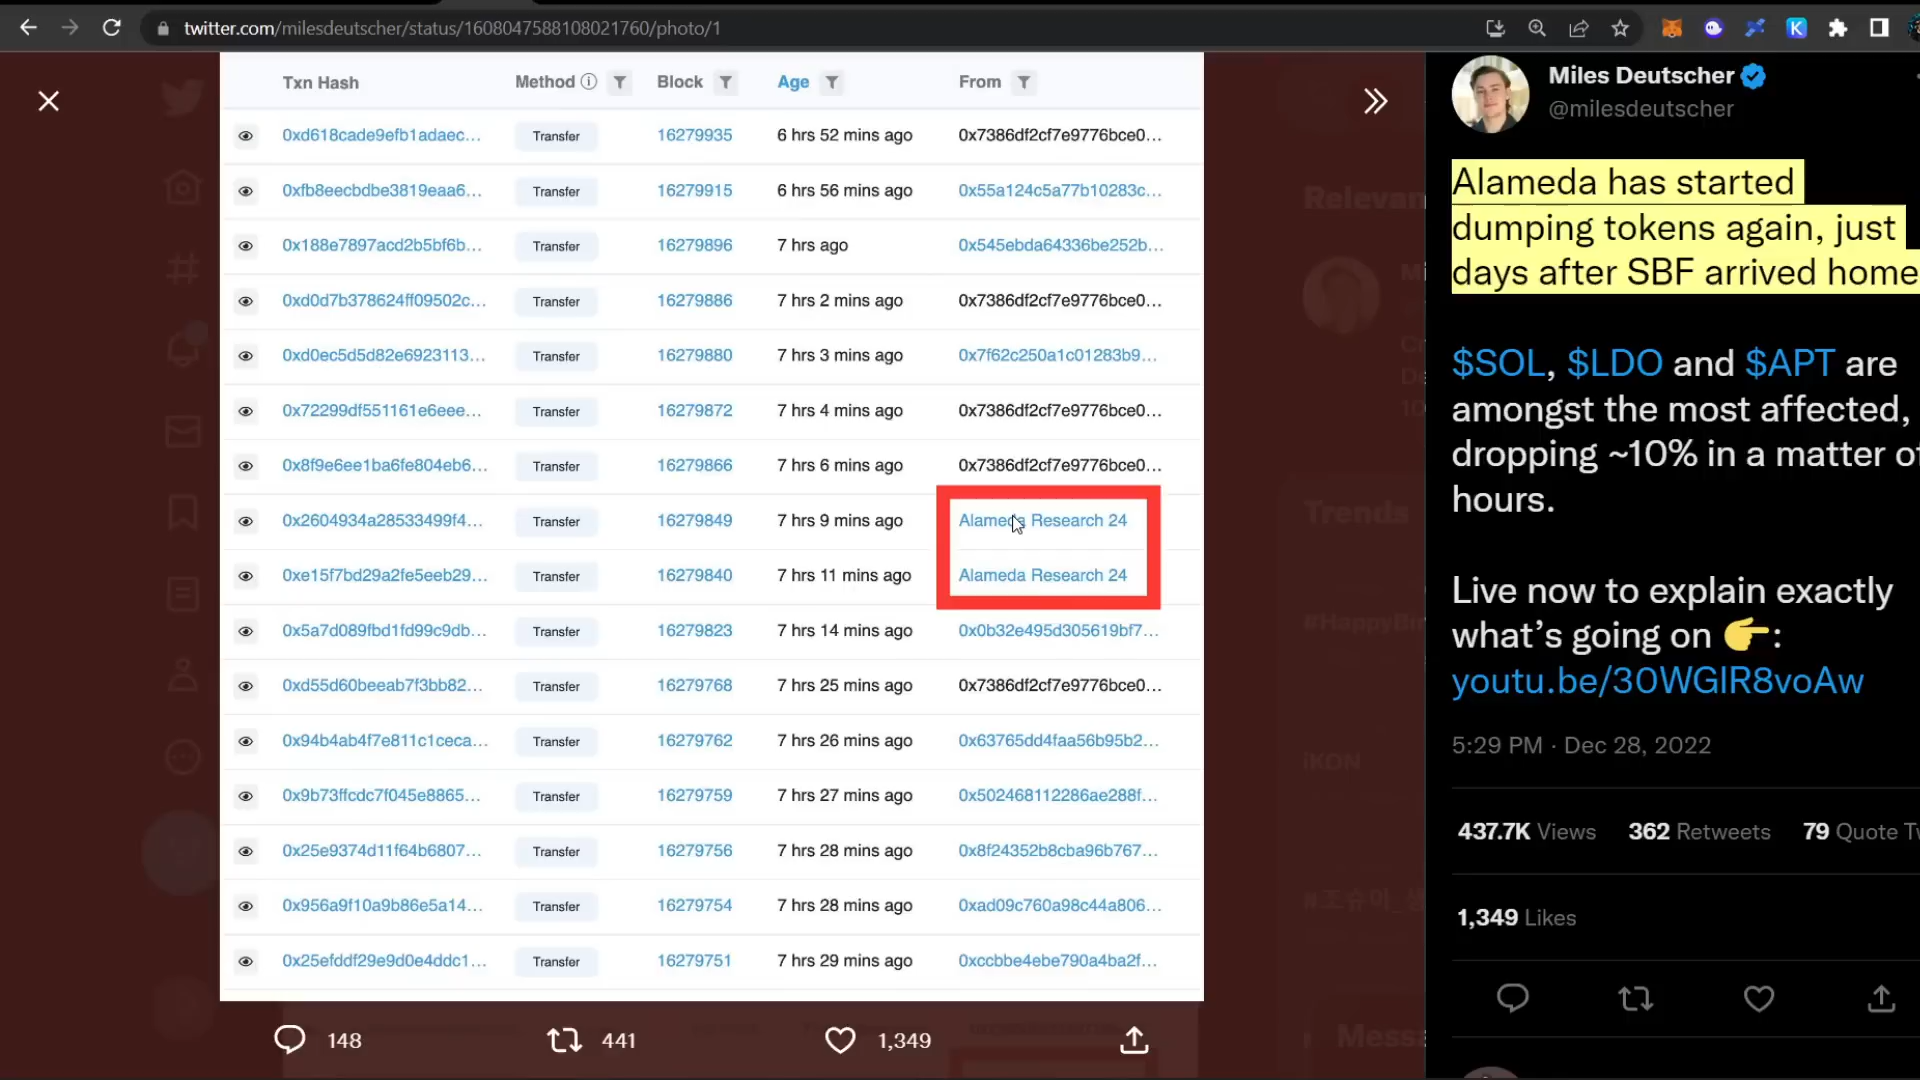 twitter.com/milesdeutscher/status/1608047588108021760/photo/1
Txn Hash Method Block Age From
0xd618cade9efb1adaec... Transfer 16279935 6 hrs 52 mins ago 0x7386df2cf7e9776bce0...
0xfb8eecbdbe3819eaa6... Transfer 16279915 6 hrs 56 mins ago 0x55a124c5a77b10283c...
0x188e7897acd2b5bf6b... Transfer 16279896 7 hrs ago 0x545ebda64336be252b...
0xd0d7b378624ff09502c... Transfer 16279886 7 hrs 2 mins ago 0x7386df2cf7e9776bce0...
0xd0ec5d5d82e6923113... Transfer 16279880 7 hrs 3 mins ago 0x7f62c250a1c01283b9...
0x72299df551161e6eee... Transfer 16279872 7 hrs 4 mins ago 0x7386df2cf7e9776bce0...
0x8f9e6ee1ba6fe804eb6... Transfer 16279866 7 hrs 6 mins ago 0x7386df2cf7e9776bce0...
0x2604934a28533499f4... Transfer 16279849 7 hrs 9 mins ago Alameda Research 24
0xe15f7bd29a2fe5eeb29... Transfer 16279840 7 hrs 11 mins ago Alameda Research 24
0x5a7d089fbd1fd99c9db... Transfer 16279823 7 hrs 14 mins ago 0x0b32e495d305619bf7...
0xd55d60beeab7f3bb82... Transfer 16279768 7 hrs 25 mins ago 0x7386df2cf7e9776bce0...
0x94b4ab4f7e811c1ceca... Transfer 16279762 7 hrs 26 mins ago 0x63765dd4faa56b95b2...
0x9b73ffcdc7f045e8865... Transfer 16279759 7 hrs 27 mins ago 0x502468112286ae288f...
0x25e9374d11f64b6807... Transfer 16279756 7 hrs 28 mins ago 0x8f24352b8cba96b767...
0x956a9f10a9b86e5a14... Transfer 16279754 7 hrs 28 mins ago 0xad09c760a98c44a806...
0x25efddf29e9d0e4ddc1... Transfer 16279751 7 hrs 29 mins ago 0xccbbe4ebe790a4ba2f...
148 441 1,349
Relevan
Trends
#HappyBir
iKON
Messa
Miles Deutscher
@milesdeutscher
Alameda has started
dumping tokens again, just
days after SBF arrived home
$SOL, $LDO and $APT are
amongst the most affected,
dropping ~10% in a matter of
hours.
Live now to explain exactly
what's going on 👉:
youtu.be/30WGIR8voAw
5:29 PM · Dec 28, 2022
437.7K Views 362 Retweets 79 Quote Tw
1,349 Likes